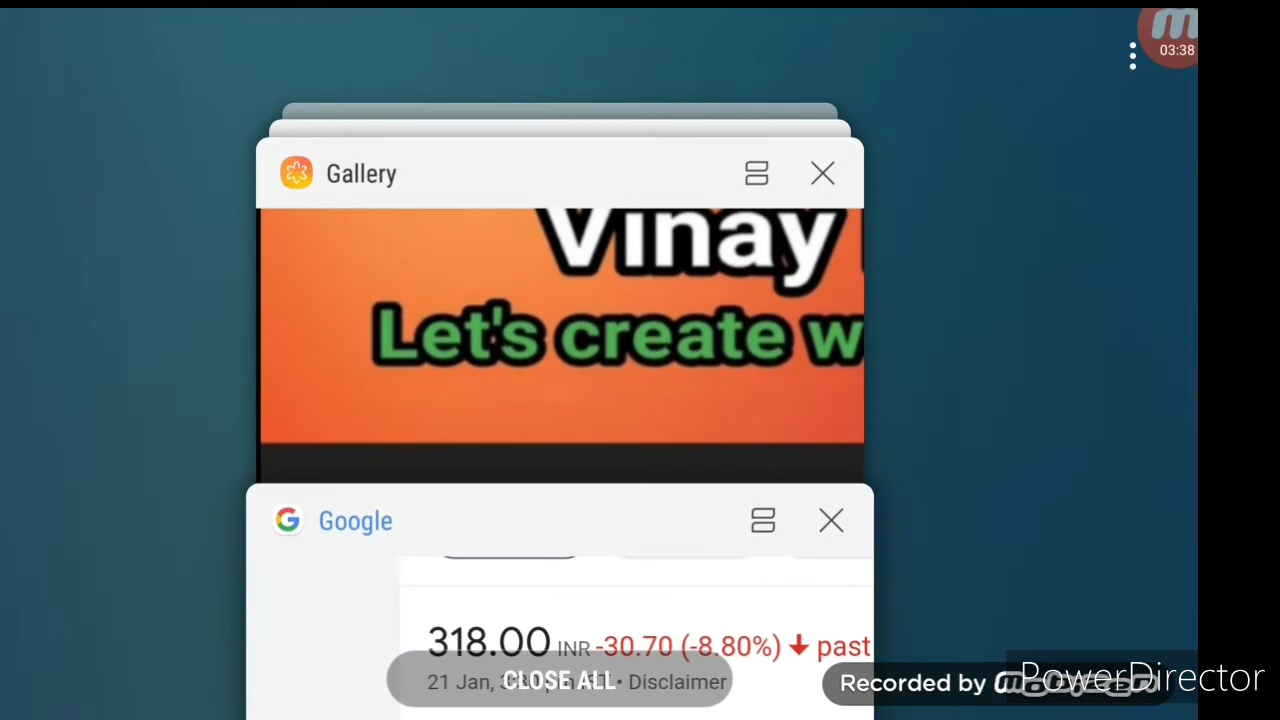 03:38
Gallery
Vinay
Let's create w
Google
318.00 INR -30.70 (-8.80%) past
21 Jan, • Disclaimer
CLOSE ALL
Recorded by
PowerDirector